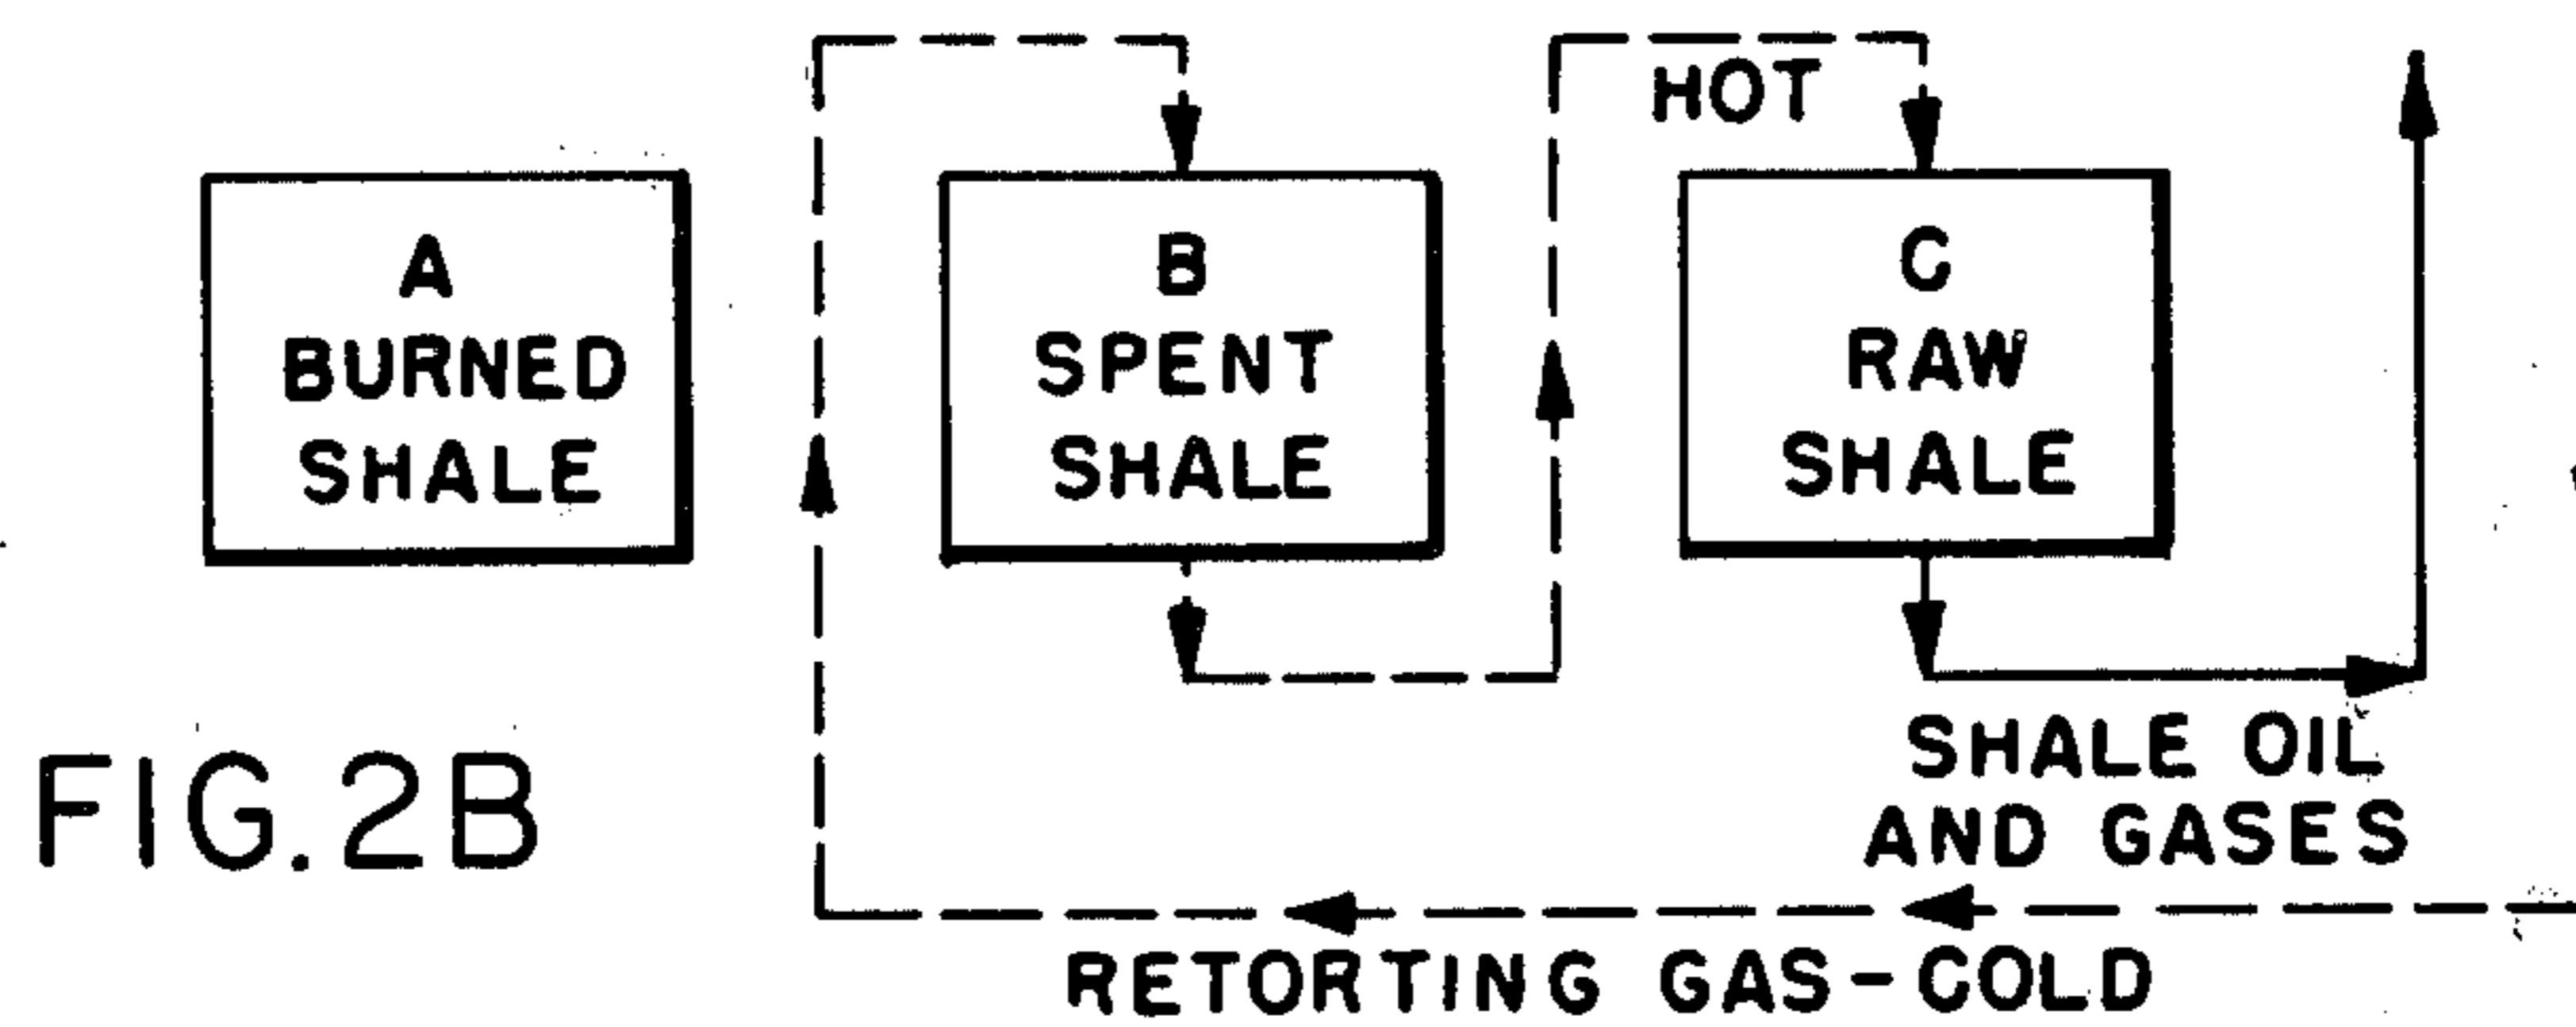 HOT
A
BURNED
SHALE
B
SPENT
SHALE
C
RAW
SHALE
SHALE OIL
AND GASES
FIG.2B
RETORTING GAS-COLD